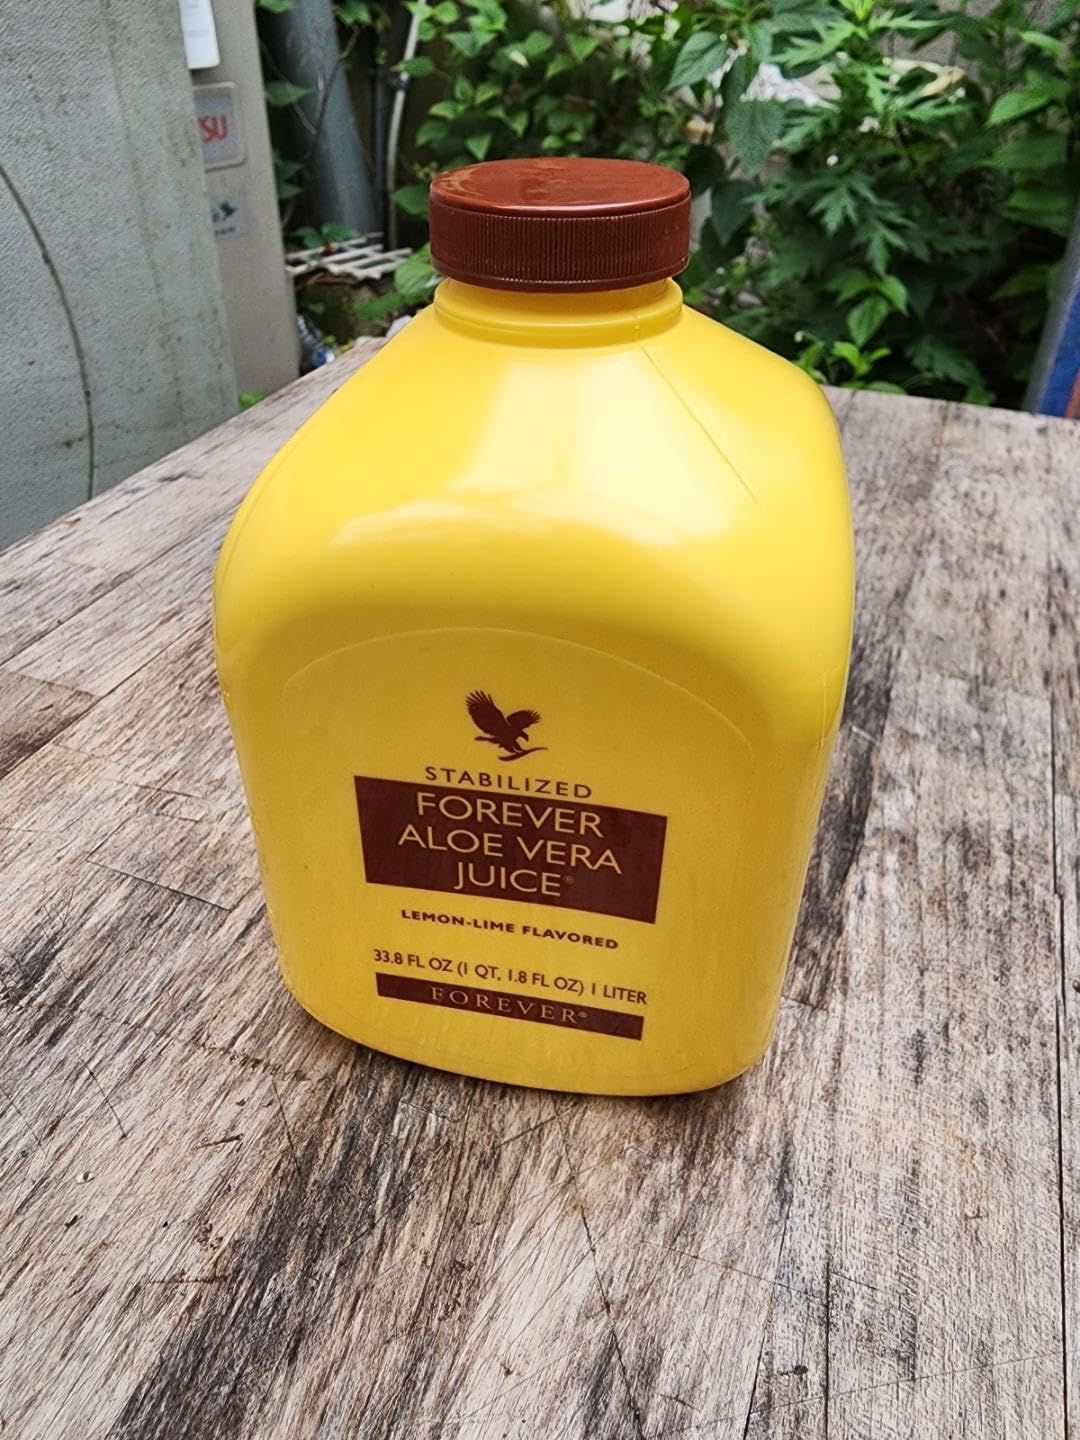 STABILIZED
FOREVER
ALOE VERA
JUICE®
LEMON-LIME FLAVORED
33.8 FL OZ (1 QT, 1.8 FL OZ) 1 LITER
FOREVER®